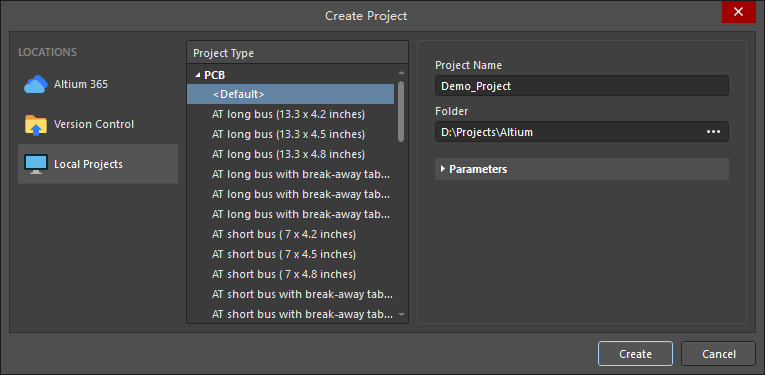 Create Project
LOCATIONS
Altium 365
Version Control
Local Projects
Project Type
PCB
<Default>
AT long bus (13.3 x 4.2 inches)
AT long bus (13.3 x 4.5 inches)
AT long bus (13.3 x 4.8 inches)
AT long bus with break-away tab...
AT long bus with break-away tab...
AT long bus with break-away tab...
AT short bus ( 7 x 4.2 inches)
AT short bus ( 7 x 4.5 inches)
AT short bus ( 7 x 4.8 inches)
AT short bus with break-away tab...
AT short bus with break-away tab...
Project Name
Demo_Project
Folder
D:\Projects\Altium
Parameters
Create
Cancel